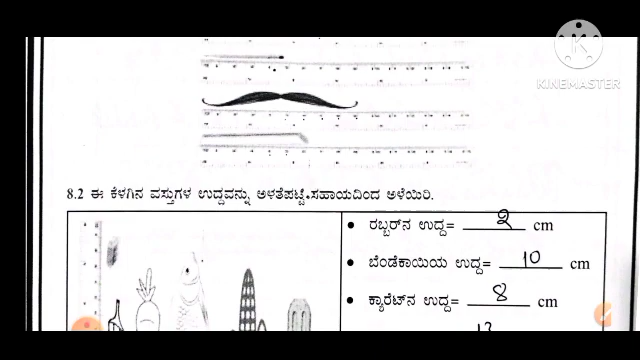 KINEMASTER
8.2 ಈ ಕೆಳಗಿನ ವಸ್ತುಗಳ ಉದ್ದವನ್ನು ಅಳತೆಪಟ್ಟಿ ಸಹಾಯದಿಂದ ಅಳೆಯಿರಿ.
• ರಬ್ಬರ್‌ನ ಉದ್ದ= 2 cm
• ಬೆಂಡೆಕಾಯಿಯ ಉದ್ದ= 10 cm
• ಕ್ಯಾರೆಟ್‌ನ ಉದ್ದ= 8 cm